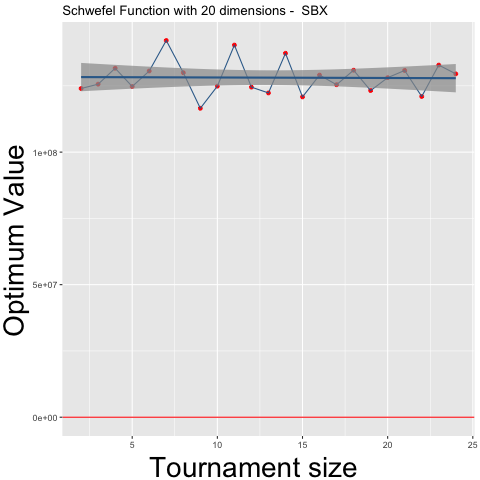 Schwefel Function with 20 dimensions - SBX
Optimum Value
1e+08
5e+07
0e+00
5 10 15 20 25
Tournament size